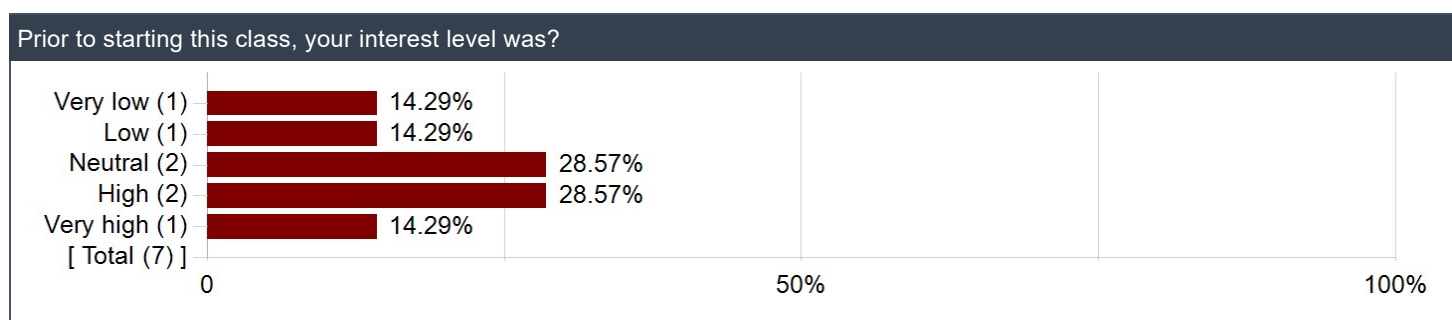 Prior to starting this class, your interest level was?
Very low (1) 14.29%
Low (1) 14.29%
Neutral (2) 28.57%
High (2) 28.57%
Very high (1) 14.29%
[ Total (7) ]
0 50% 100%